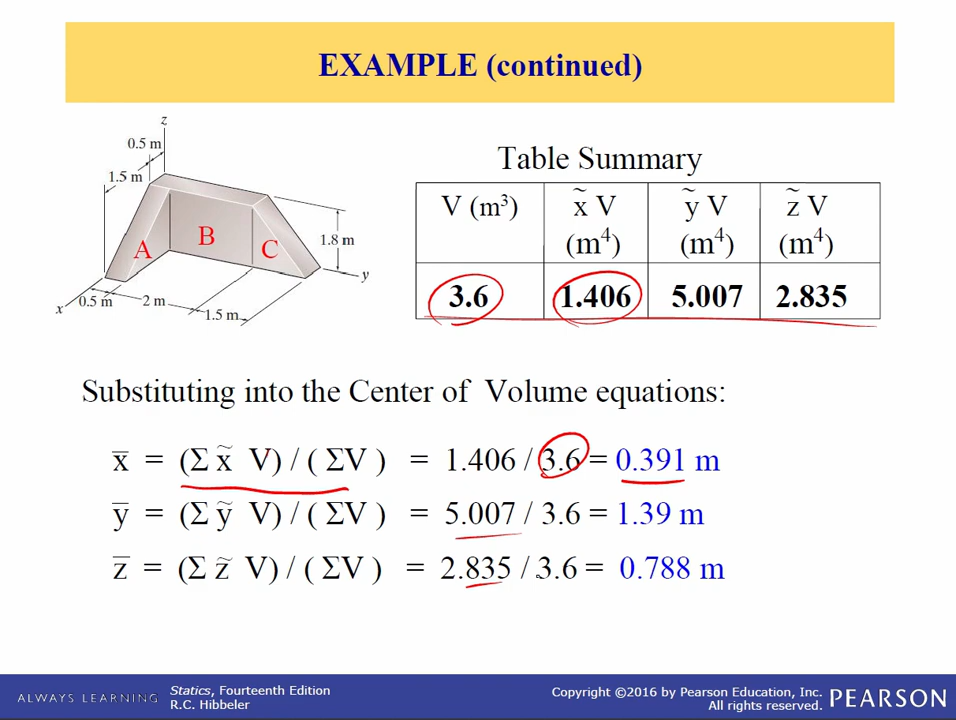 EXAMPLE (continued)
z
0.5 m
1.5 m
A
B
C
1.8 m
y
x
0.5 m
2 m
1.5 m
Table Summary
V (m³) x̃ V (m⁴) ỹ V (m⁴) z̃ V (m⁴)
3.6 1.406 5.007 2.835
Substituting into the Center of Volume equations:
x̄ = (Σ x̃ V) / ( ΣV ) = 1.406 / 3.6 = 0.391 m
ȳ = (Σ ỹ V) / ( ΣV ) = 5.007 / 3.6 = 1.39 m
z̄ = (Σ z̃ V) / ( ΣV ) = 2.835 / 3.6 = 0.788 m
ALWAYS LEARNING
Statics, Fourteenth Edition
R.C. Hibbeler
Copyright ©2016 by Pearson Education, Inc.
All rights reserved.
PEARSON